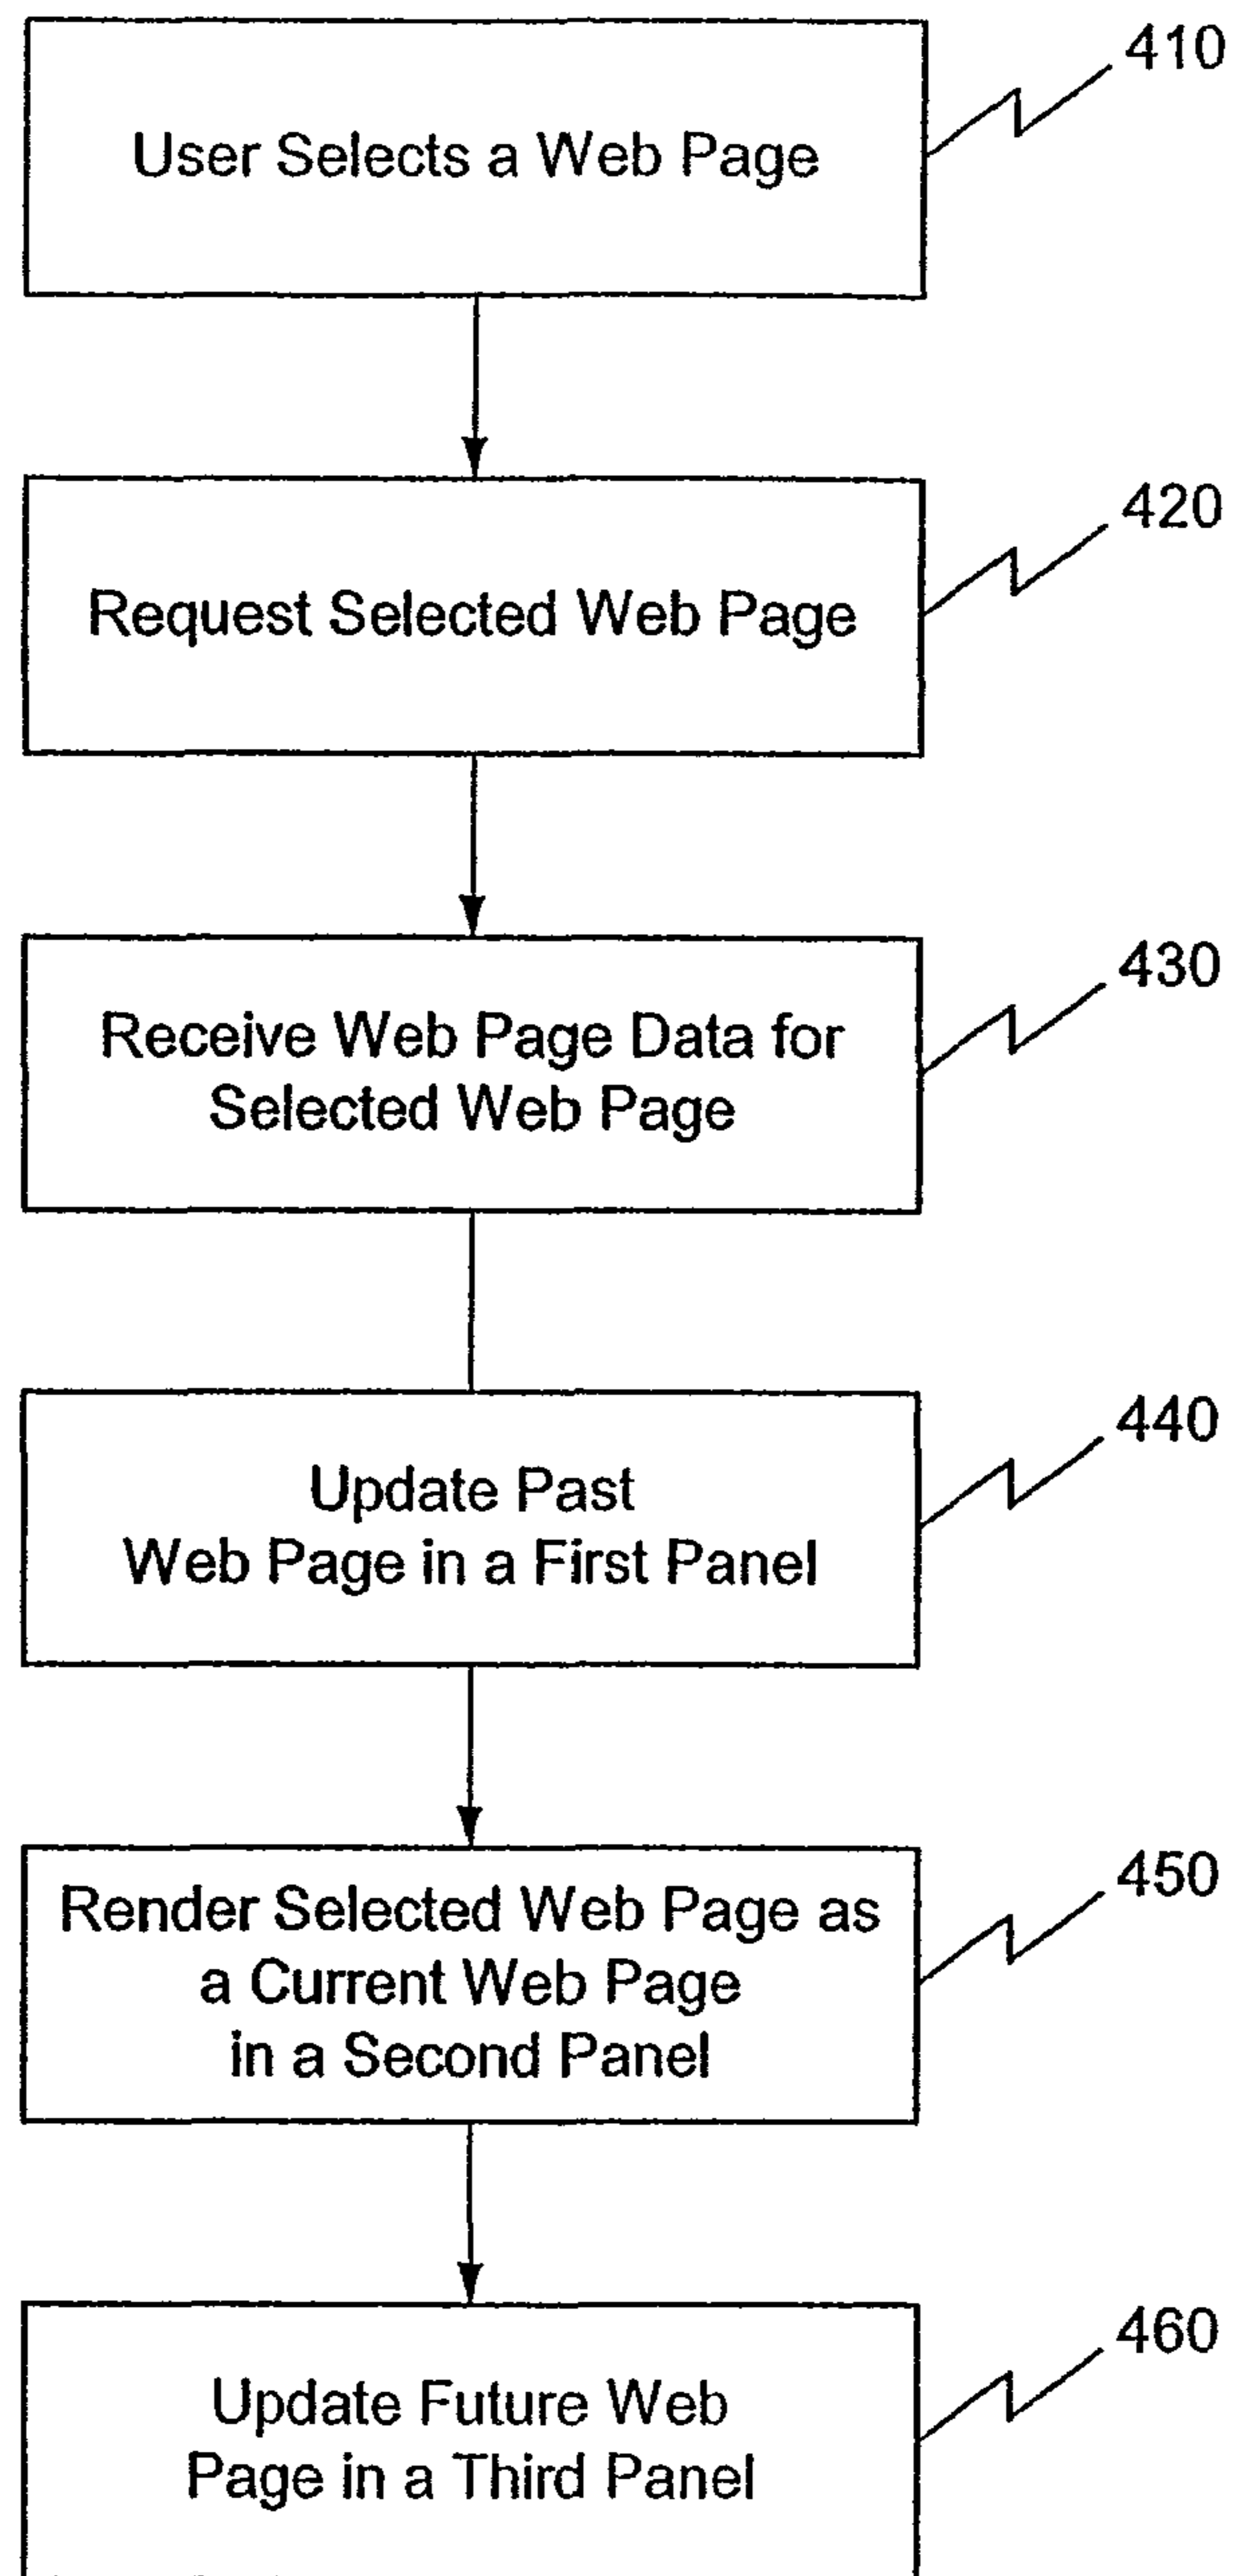 410
User Selects a Web Page
420
Request Selected Web Page
430
Receive Web Page Data for
Selected Web Page
440
Update Past
Web Page in a First Panel
450
Render Selected Web Page as
a Current Web Page
in a Second Panel
460
Update Future Web
Page in a Third Panel